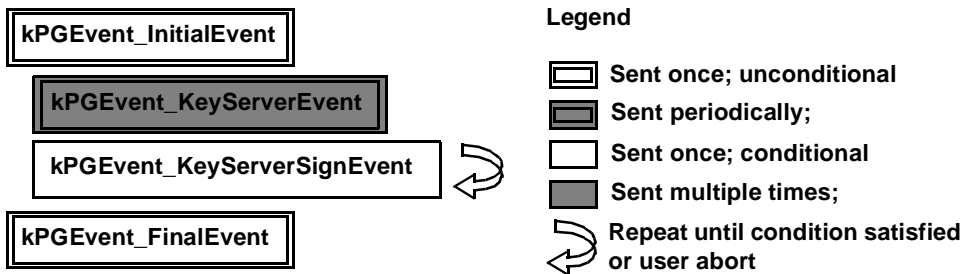 kPGEvent_InitialEvent
kPGEvent_KeyServerEvent
kPGEvent_KeyServerSignEvent
kPGEvent_FinalEvent
Legend
Sent once; unconditional
Sent periodically;
Sent once; conditional
Sent multiple times;
Repeat until condition satisfied
or user abort